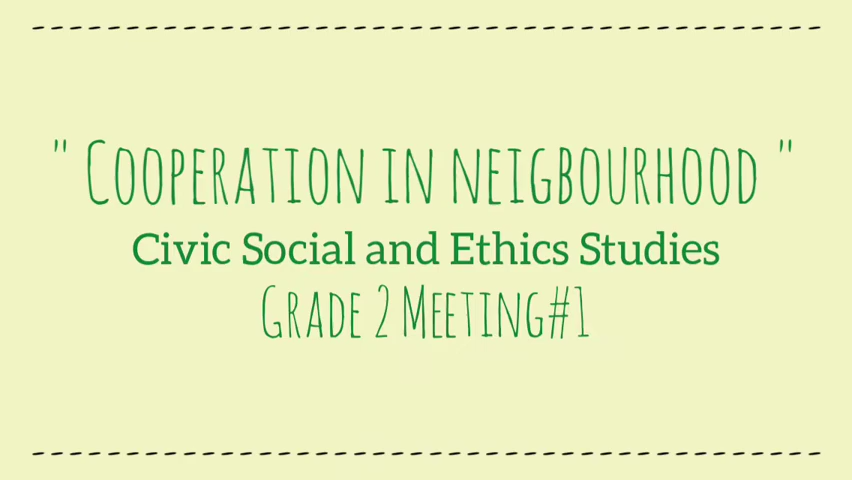 " Cooperation in neigbourhood "
Civic Social and Ethics Studies
Grade 2 Meeting#1